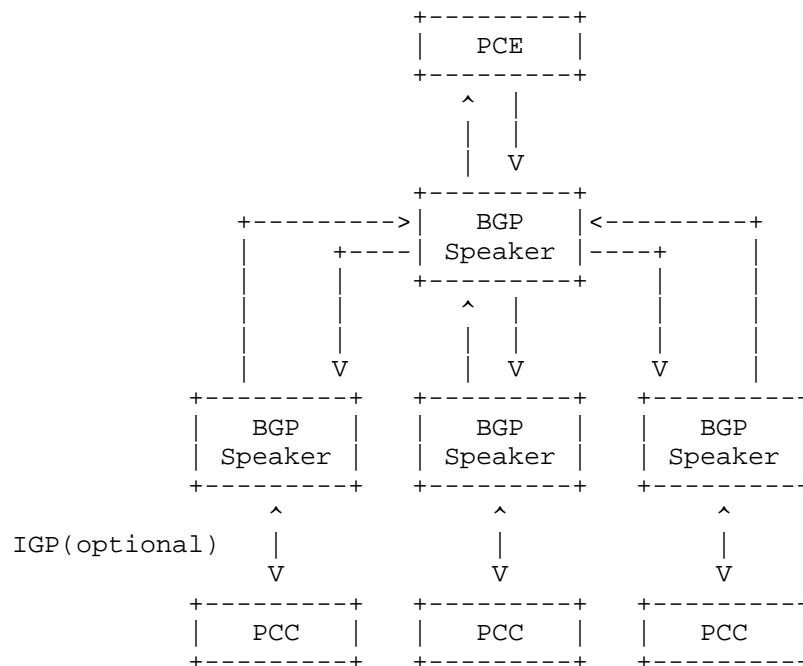 PCE
BGP
Speaker
BGP BGP BGP
Speaker Speaker Speaker
IGP(optional)
PCC PCC PCC